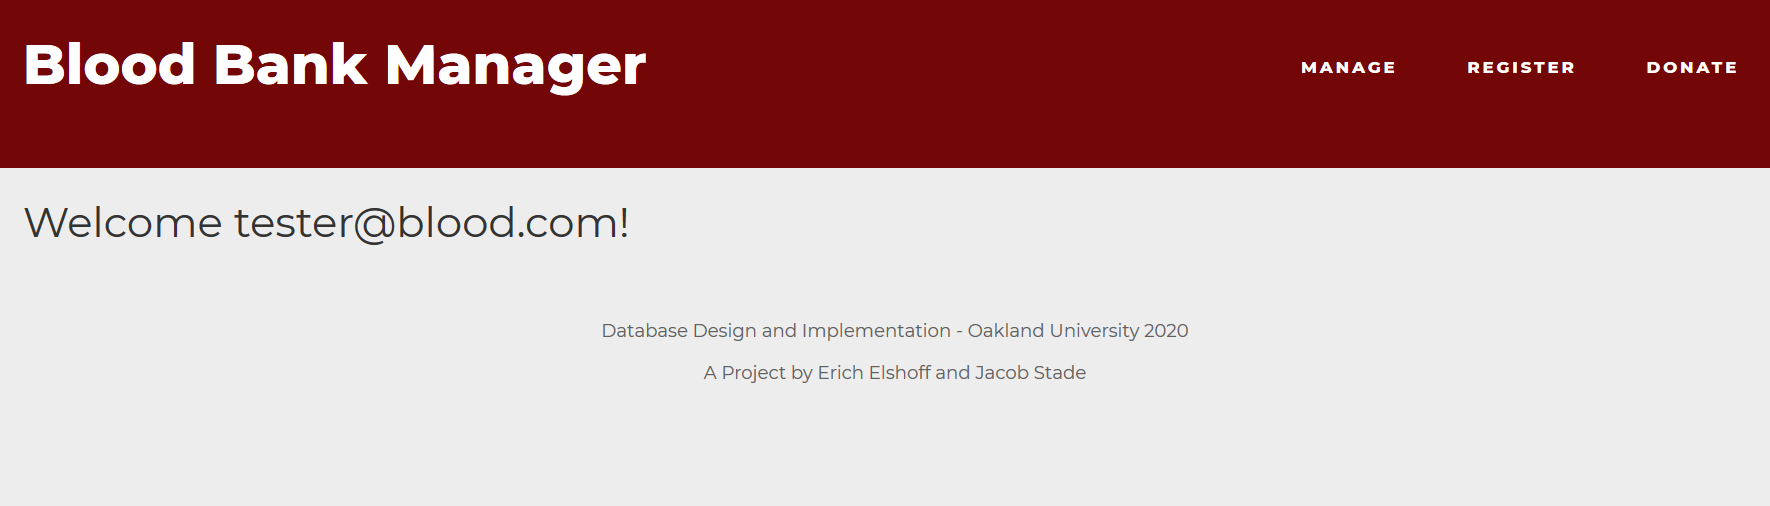 Blood Bank Manager
MANAGE REGISTER DONATE
Welcome tester@blood.com!
Database Design and Implementation - Oakland University 2020
A Project by Erich Elshoff and Jacob Stade